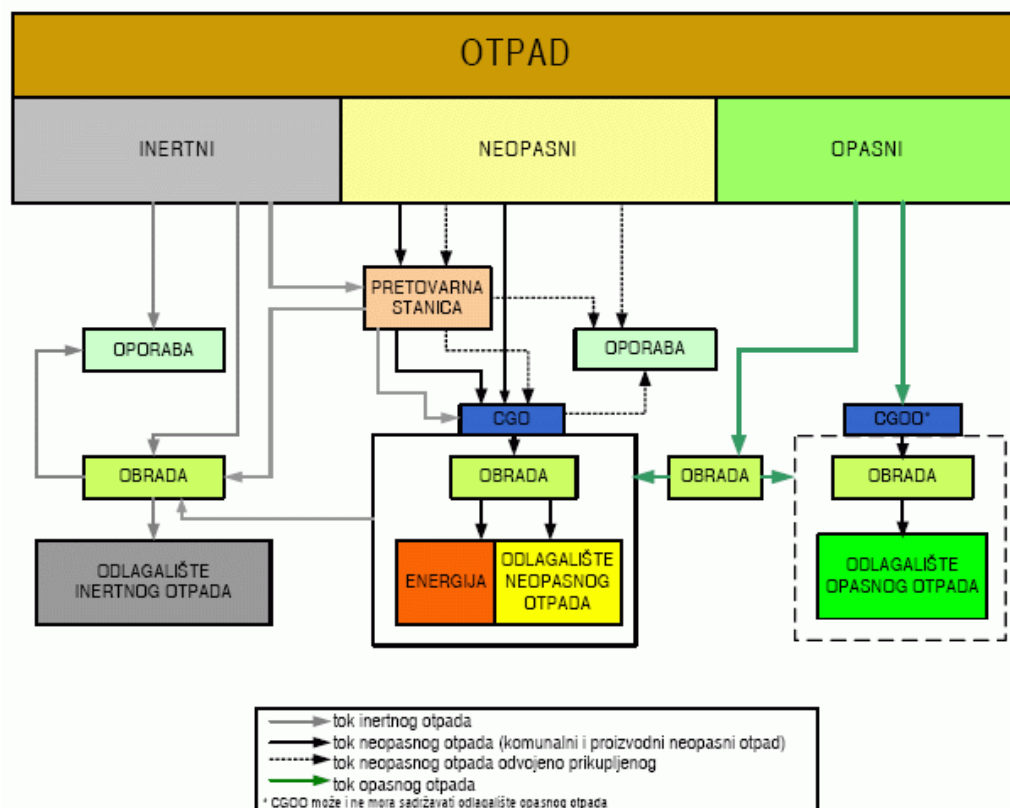 OTPAD
INERTNI
NEOPASNI
OPASNI
PRETOVARNA
STANICA
OPORABA
OPORABA
CGO
CGOO*
OBRADA
OBRADA
OBRADA
OBRADA
ODLAGALIŠTE
INERTNOG OTPADA
ENERGIJA
ODLAGALIŠTE
NEOPASNOG
OTPADA
ODLAGALIŠTE
OPASNOG OTPADA
tok inertnog otpada
tok neopasnog otpada (komunalni i proizvodni neopasni otpad)
tok neopasnog otpada odvojeno prikupljenog
tok opasnog otpada
* CGOO može i ne mora sadržavati odlagalište opasnog otpada